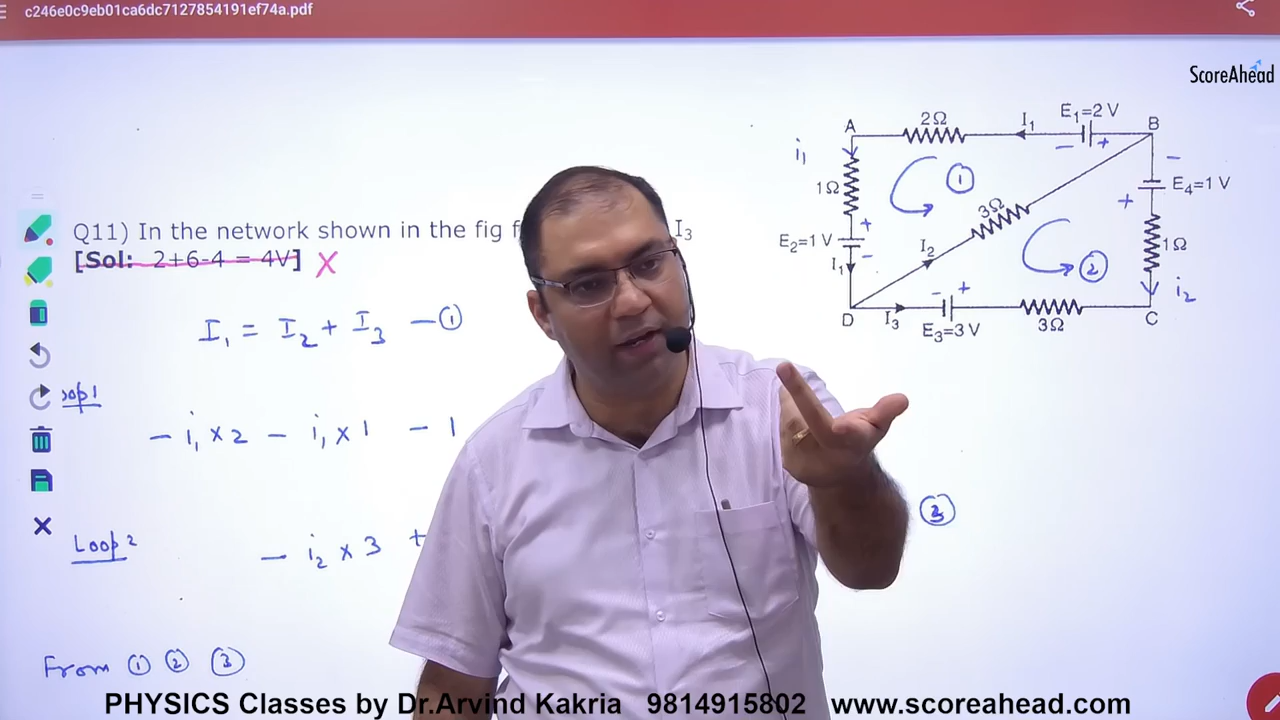 c246e0c9eb01ca6dc7127854191ef74a.pdf
ScoreAhead
Q11) In the network shown in the fig f I3
[Sol: 2+6-4 = 4V] X
I1 = I2 + I3 — ①
Loop1
- i1 × 2 - i1 × 1 - 1
Loop 2
- i2 × 3 +
③
From ① ② ③
A
2Ω
I1
E1=2 V
B
- +
i1
1Ω
①
-
E4=1 V
+
3Ω
+
E2=1 V
-
I1
I2
②
1Ω
i2
D
I3
- +
E3=3 V
3Ω
C
PHYSICS Classes by Dr.Arvind Kakria 9814915802 www.scoreahead.com